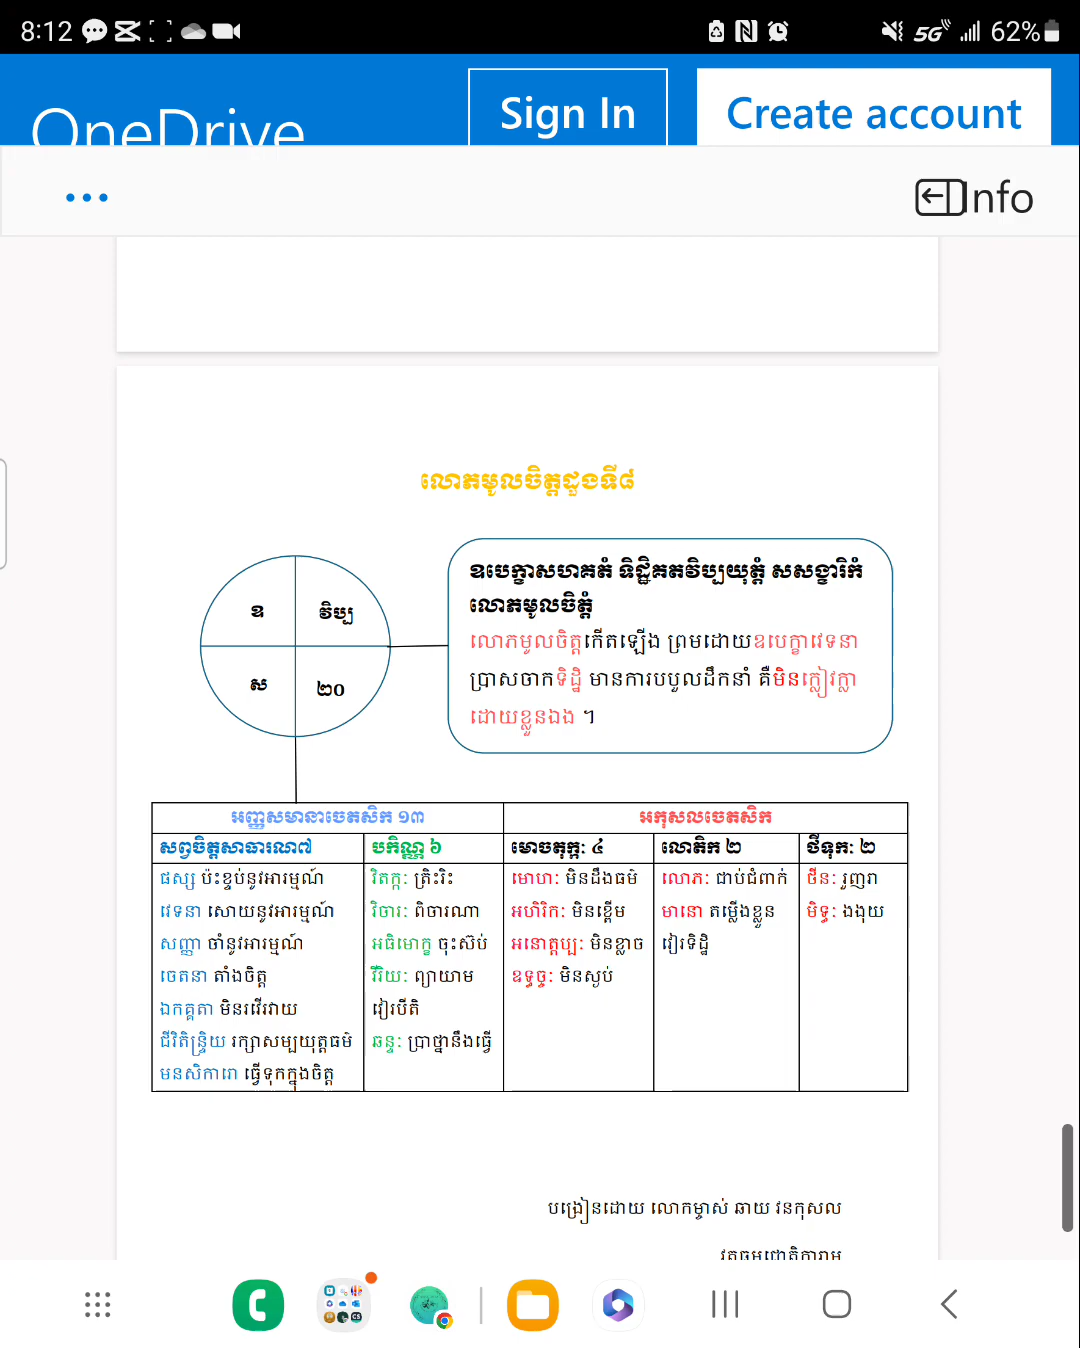 8:12
5G 62%
OneDrive
Sign In
Create account
Info
លោភមូលចិត្តដួងទី៨
ឧ
វិប្ប
ស
២០
ឧបេក្ខាសហគតំ ទិដ្ឋិគតវិប្បយុត្តំ សសង្ខារិកំ
លោភមូលចិត្តំ
លោភមូលចិត្តកើតឡើង ព្រមដោយឧបេក្ខាវេទនា
ប្រាសចាកទិដ្ឋិ មានការបបួលដឹកនាំ គឺមិនក្លៀវក្លា
ដោយខ្លួនឯង ។
អញ្ញសមានាចេតសិក ១៣
អកុសលចេតសិក
សព្វចិត្តសាធារណ៧
បកិណ្ណ ៦
មោចតុក្ក: ៤
លោតិក ២
ថីទុក: ២
ផស្ស ប៉ះខ្ទប់នូវអារម្មណ៍
វេទនា សោយនូវអារម្មណ៍
សញ្ញា ចាំនូវអារម្មណ៍
ចេតនា តាំងចិត្ត
ឯកគ្គតា មិនរវើរវាយ
ជីវិតិន្ទ្រិយ រក្សាសម្បយុត្តធម៌
មនសិការោ ធ្វើទុកក្នុងចិត្ត
វិតក្ក: ត្រិះរិះ
វិចារ: ពិចារណា
អធិមោក្ខ ចុះស៊ប់
វីរិយ: ព្យាយាម
វៀរបីតិ
ឆន្ទ: ប្រាថ្នានឹងធ្វើ
មោហ: មិនដឹងធម៌
អហិរិក: មិនខ្មើម
អនោត្តប្ប: មិនខ្លាច
ឧទ្ធច្ច: មិនស្ងប់
លោភ: ជាប់ជំពាក់
មានោ តម្លើងខ្លួន
វៀរទិដ្ឋិ
ថីន: រួញរា
មិទ្ធ: ងងុយ
បង្រៀនដោយ លោកម្ចាស់ ឆាយ វនកុសល